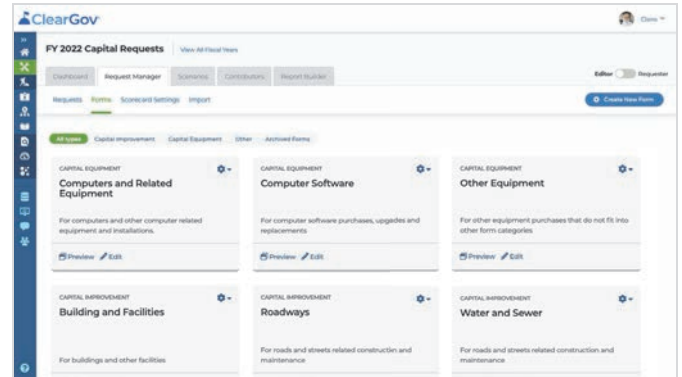 ClearGov
FY 2022 Capital Requests View All Fiscal Years
Dashboard Request Manager Scenarios Contributors Report Builder Editor Requester
Requests Forms Scorecard Settings Import Create New Form
All types Capital Improvement Capital Equipment Other Archived Forms
CAPITAL EQUIPMENT
Computers and Related
Equipment
For computers and other computer related
equipment and installations.
Preview Edit
CAPITAL EQUIPMENT
Computer Software
For computer software purchases, upgrades and
replacements
Preview Edit
CAPITAL EQUIPMENT
Other Equipment
For other equipment purchases that do not fit into
other form categories
Preview Edit
CAPITAL IMPROVEMENT
Building and Facilities
For buildings and other facilities
CAPITAL IMPROVEMENT
Roadways
For roads and streets related construction and
maintenance
CAPITAL IMPROVEMENT
Water and Sewer
For roads and streets related construction and
maintenance